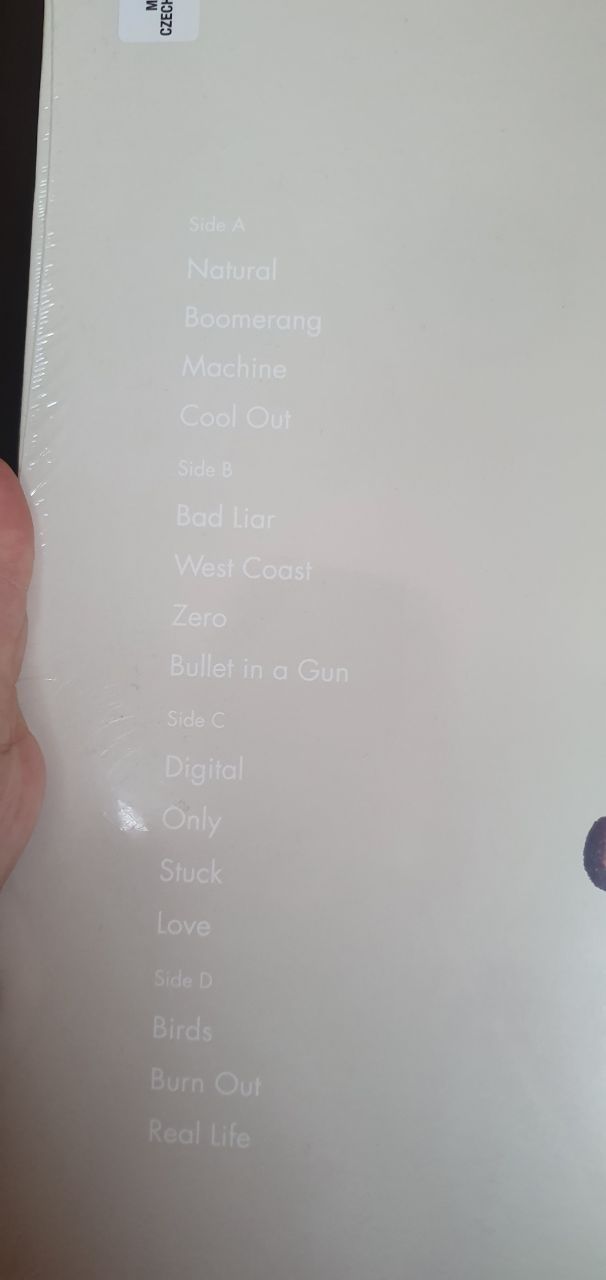 CZECH
Side A
Natural
Boomerang
Machine
Cool Out
Side B
Bad Liar
West Coast
Zero
Bullet in a Gun
Side C
Digital
Only
Stuck
Love
Side D
Birds
Burn Out
Real Life